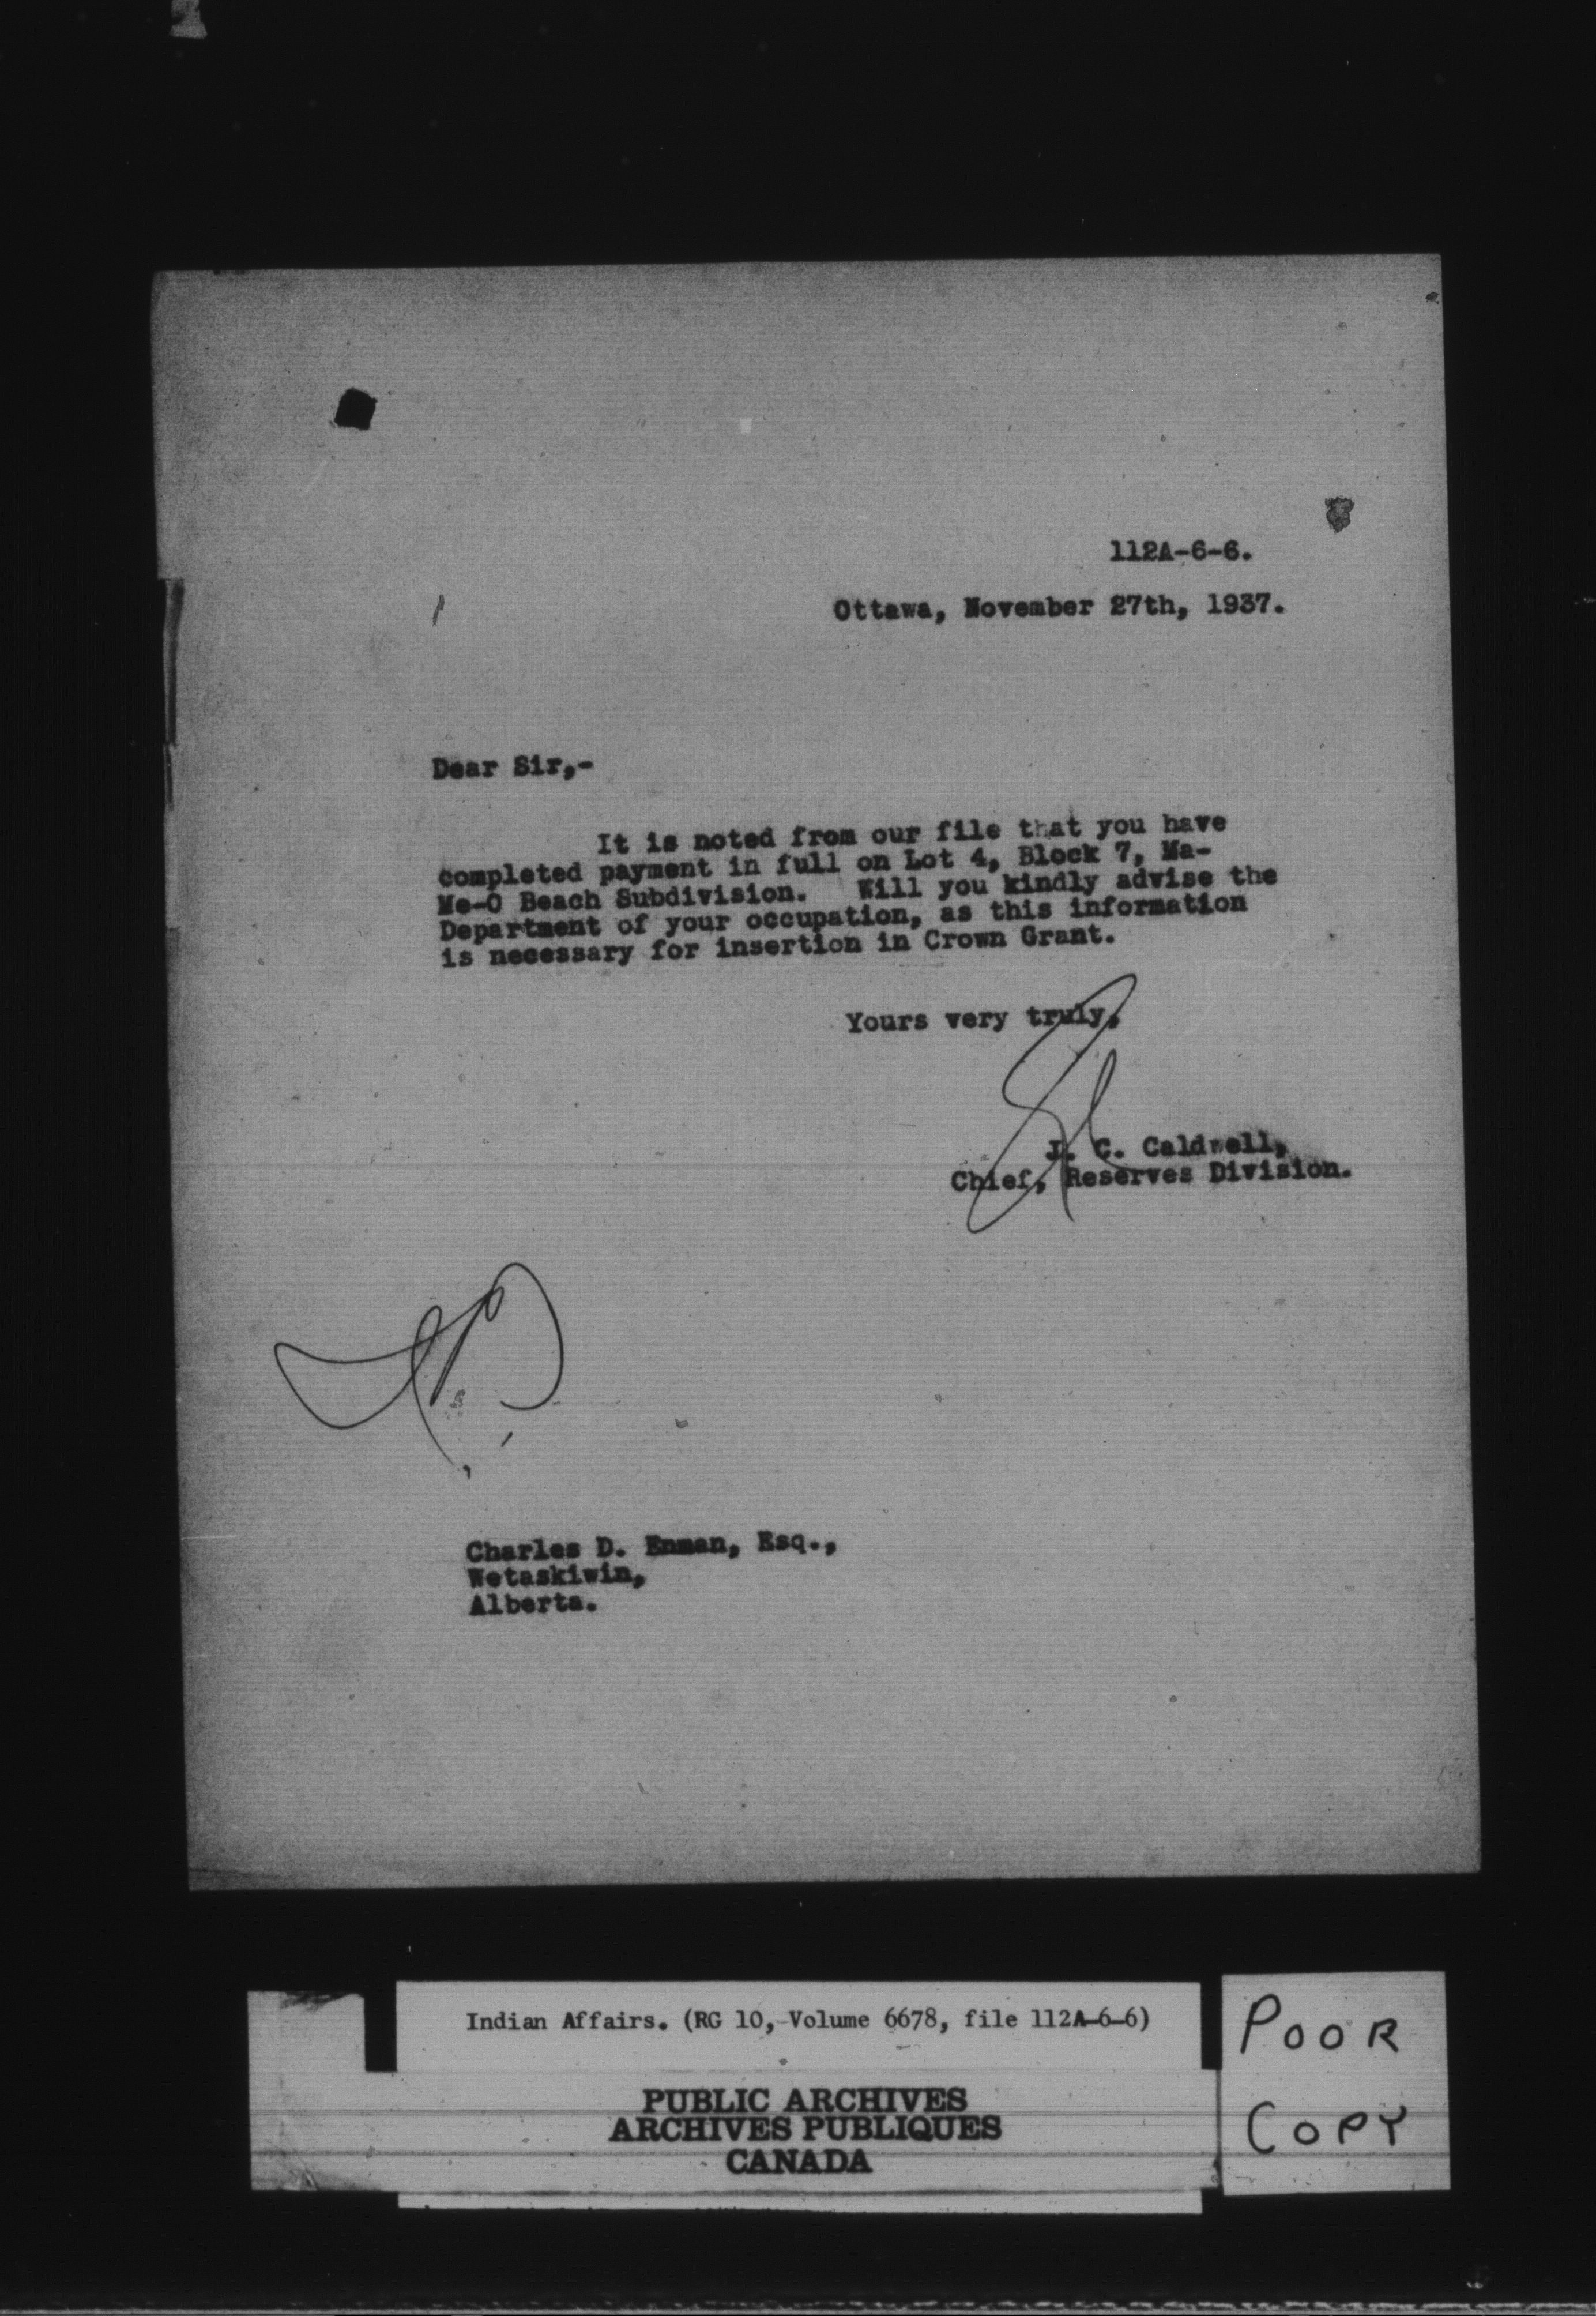 112A-6-6.
Ottawa, November 27th, 1937.
Dear Sir,-
It is noted from our file that you have
completed payment in full on Lot 4, Block 7, Ma-
Me-O Beach Subdivision. Will you kindly advise the
Department of your occupation, as this information
is necessary for insertion in Crown Grant.
Yours very truly,
J. C. Caldwell,
Chief, Reserves Division.
Charles D. Enman, Esq.,
Wetaskiwin,
Alberta.
Indian Affairs. (RG 10, Volume 6678, file 112A-6-6)
PUBLIC ARCHIVES
ARCHIVES PUBLIQUES
CANADA
POOR
COPY